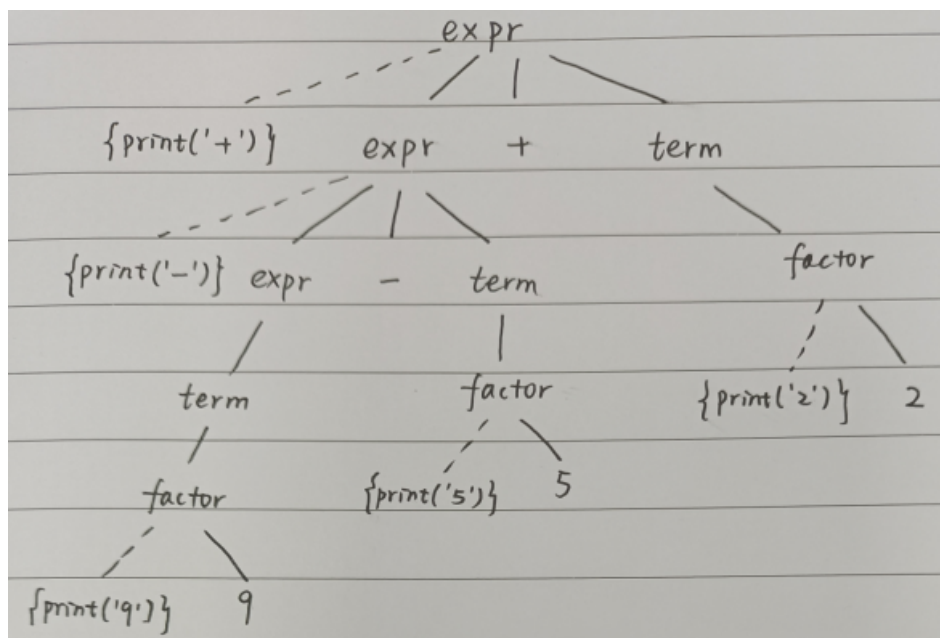 expr
{print('+')} expr + term
{print('-')} expr - term factor
term factor {print('2')} 2
factor {print('5')} 5
{print('9')} 9